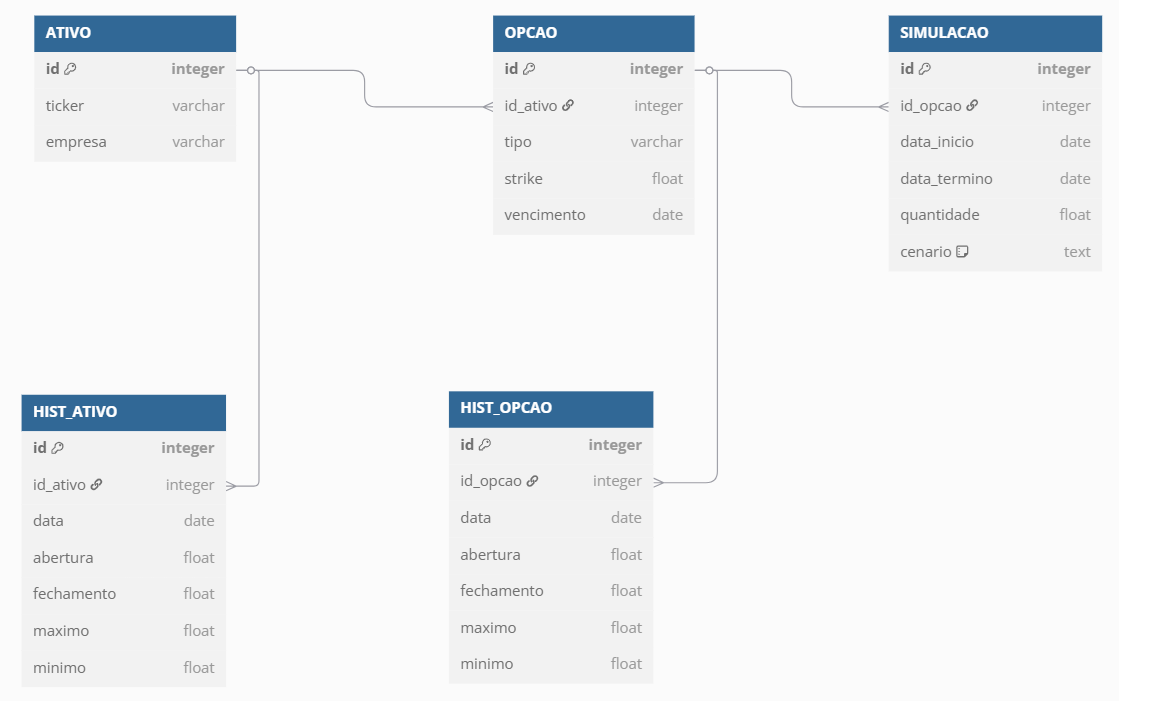 ATIVO
id integer
ticker varchar
empresa varchar
OPCAO
id integer
id_ativo integer
tipo varchar
strike float
vencimento date
SIMULACAO
id integer
id_opcao integer
data_inicio date
data_termino date
quantidade float
cenario text
HIST_ATIVO
id integer
id_ativo integer
data date
abertura float
fechamento float
maximo float
minimo float
HIST_OPCAO
id integer
id_opcao integer
data date
abertura float
fechamento float
maximo float
minimo float